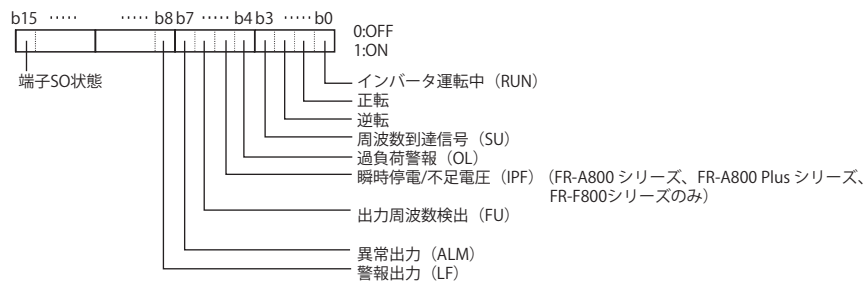 b15 ····· ····· b8 b7 ····· b4 b3 ····· b0
0:OFF
1:ON
端子SO状態
インバータ運転中（RUN）
正転
逆転
周波数到達信号（SU）
過負荷警報（OL）
瞬時停電/不足電圧（IPF）（FR-A800 シリーズ、FR-A800 Plus シリーズ、
FR-F800シリーズのみ）
出力周波数検出（FU）
異常出力（ALM）
警報出力（LF）